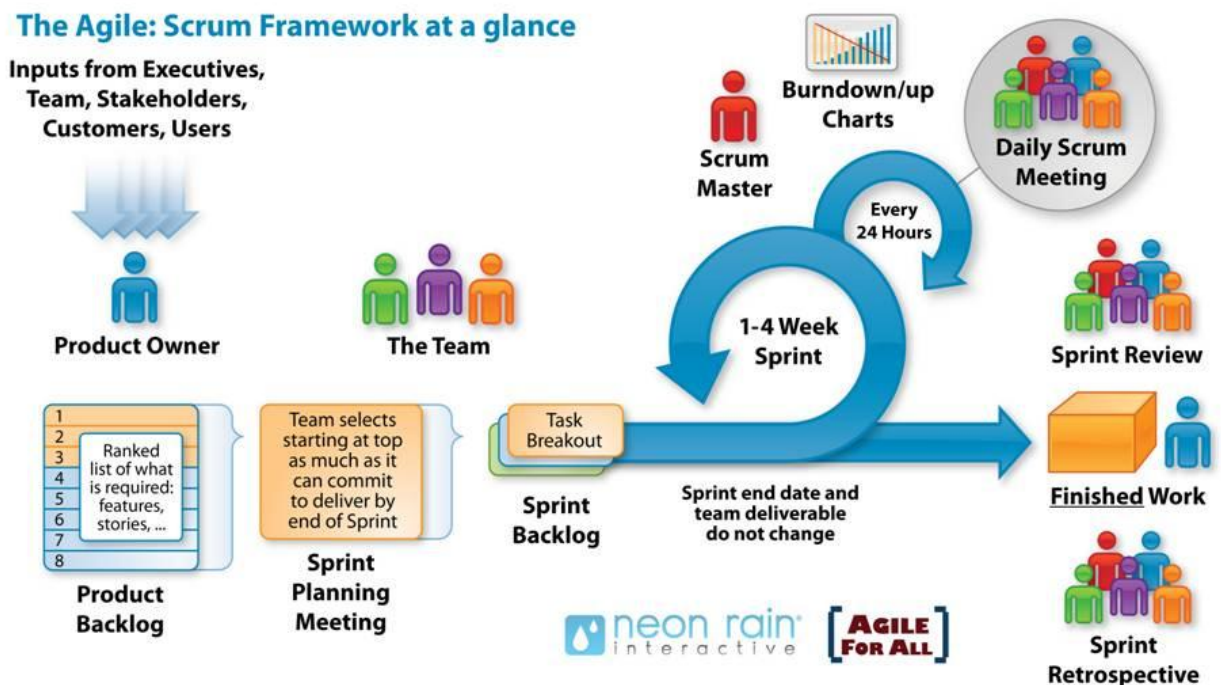 The Agile: Scrum Framework at a glance
Inputs from Executives,
Team, Stakeholders,
Customers, Users
Product Owner
The Team
Scrum
Master
Burndown/up
Charts
Daily Scrum
Meeting
Every
24 Hours
1-4 Week
Sprint
Sprint Review
1
2
3
4
5
6
7
8
Ranked
list of what
is required:
features,
stories, ...
Product
Backlog
Team selects
starting at top
as much as it
can commit
to deliver by
end of Sprint
Sprint
Planning
Meeting
Task
Breakout
Sprint
Backlog
Sprint end date and
team deliverable
do not change
Finished Work
Sprint
Retrospective
neon rain
interactive
AGILE
FOR ALL